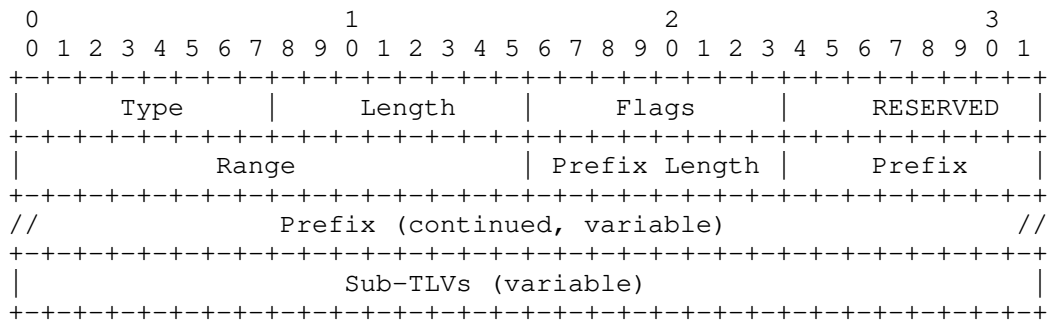 0                   1                   2                   3
 0 1 2 3 4 5 6 7 8 9 0 1 2 3 4 5 6 7 8 9 0 1 2 3 4 5 6 7 8 9 0 1
+-+-+-+-+-+-+-+-+-+-+-+-+-+-+-+-+-+-+-+-+-+-+-+-+-+-+-+-+-+-+-+-+
|      Type     |     Length    |     Flags     |    RESERVED   |
+-+-+-+-+-+-+-+-+-+-+-+-+-+-+-+-+-+-+-+-+-+-+-+-+-+-+-+-+-+-+-+-+
|            Range              | Prefix Length |     Prefix    |
+-+-+-+-+-+-+-+-+-+-+-+-+-+-+-+-+-+-+-+-+-+-+-+-+-+-+-+-+-+-+-+-+
//               Prefix (continued, variable)                  //
+-+-+-+-+-+-+-+-+-+-+-+-+-+-+-+-+-+-+-+-+-+-+-+-+-+-+-+-+-+-+-+-+
|                    Sub-TLVs (variable)                        |
+-+-+-+-+-+-+-+-+-+-+-+-+-+-+-+-+-+-+-+-+-+-+-+-+-+-+-+-+-+-+-+-+